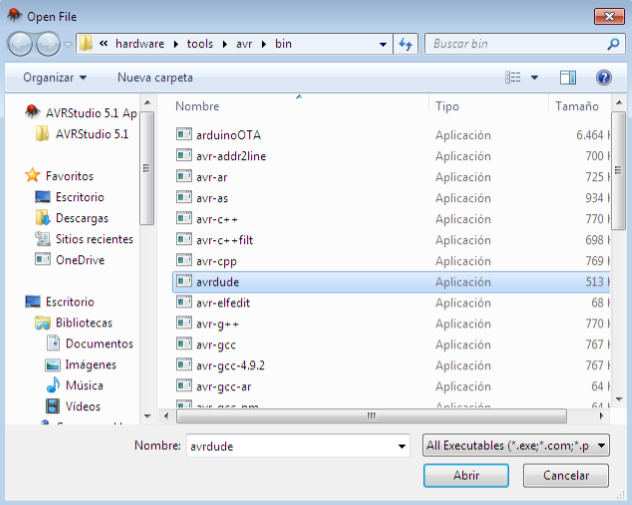 Open File
« hardware ▸ tools ▸ avr ▸ bin
Buscar bin
Organizar
Nueva carpeta
Nombre Tipo Tamaño
AVRStudio 5.1 Ap
AVRStudio 5.1
Favoritos
Escritorio
Descargas
Sitios recientes
OneDrive
Escritorio
Bibliotecas
Documentos
Imágenes
Música
Vídeos
arduinoOTA Aplicación 6.464
avr-addr2line Aplicación 700
avr-ar Aplicación 725
avr-as Aplicación 934
avr-c++ Aplicación 770
avr-c++filt Aplicación 698
avr-cpp Aplicación 769
avrdude Aplicación 513
avr-elfedit Aplicación 68
avr-g++ Aplicación 770
avr-gcc Aplicación 767
avr-gcc-4.9.2 Aplicación 767
avr-gcc-ar Aplicación 64
avr-gcc-nm Aplicación 64
Nombre: avrdude
All Executables (*.exe;*.com;*.p
Abrir
Cancelar